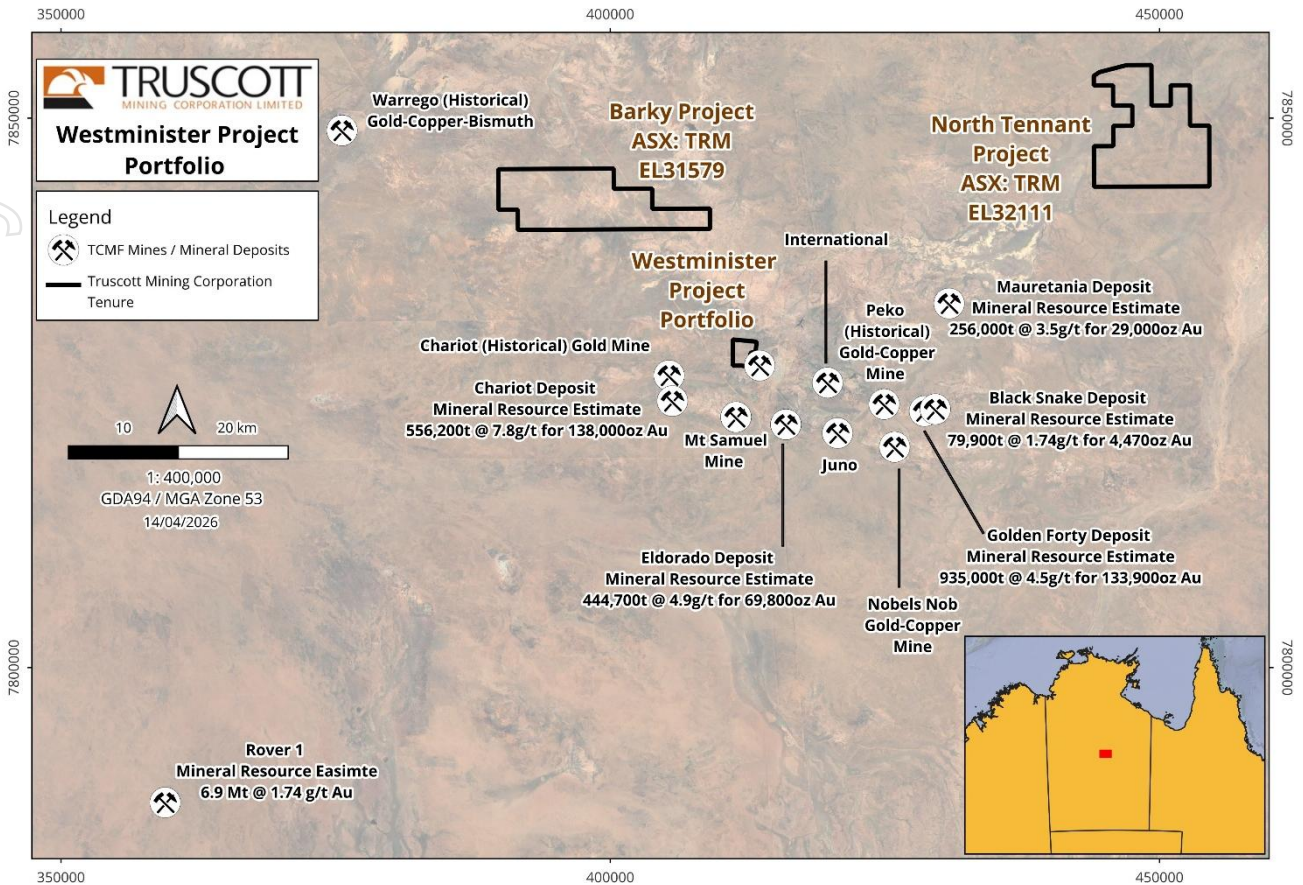 350000
400000
450000
TRUSCOTT
MINING CORPORATION LIMITED
Westminister Project
Portfolio
Legend
TCMF Mines / Mineral Deposits
Truscott Mining Corporation
Tenure
Warrego (Historical)
Gold-Copper-Bismuth
Barky Project
ASX: TRM
EL31579
North Tennant
Project
ASX: TRM
EL32111
7850000
7850000
International
Westminister
Project
Portfolio
Mauretania Deposit
Mineral Resource Estimate
256,000t @ 3.5g/t for 29,000oz Au
Peko
(Historical)
Gold-Copper
Mine
Chariot (Historical) Gold Mine
Chariot Deposit
Mineral Resource Estimate
556,200t @ 7.8g/t for 138,000oz Au
Mt Samuel
Mine
Juno
Black Snake Deposit
Mineral Resource Estimate
79,900t @ 1.74g/t for 4,470oz Au
10
20 km
1: 400,000
GDA94 / MGA Zone 53
14/04/2026
Eldorado Deposit
Mineral Resource Estimate
444,700t @ 4.9g/t for 69,800oz Au
Golden Forty Deposit
Mineral Resource Estimate
935,000t @ 4.5g/t for 133,900oz Au
Nobels Nob
Gold-Copper
Mine
7800000
7800000
Rover 1
Mineral Resource Easimte
6.9 Mt @ 1.74 g/t Au
350000
400000
450000